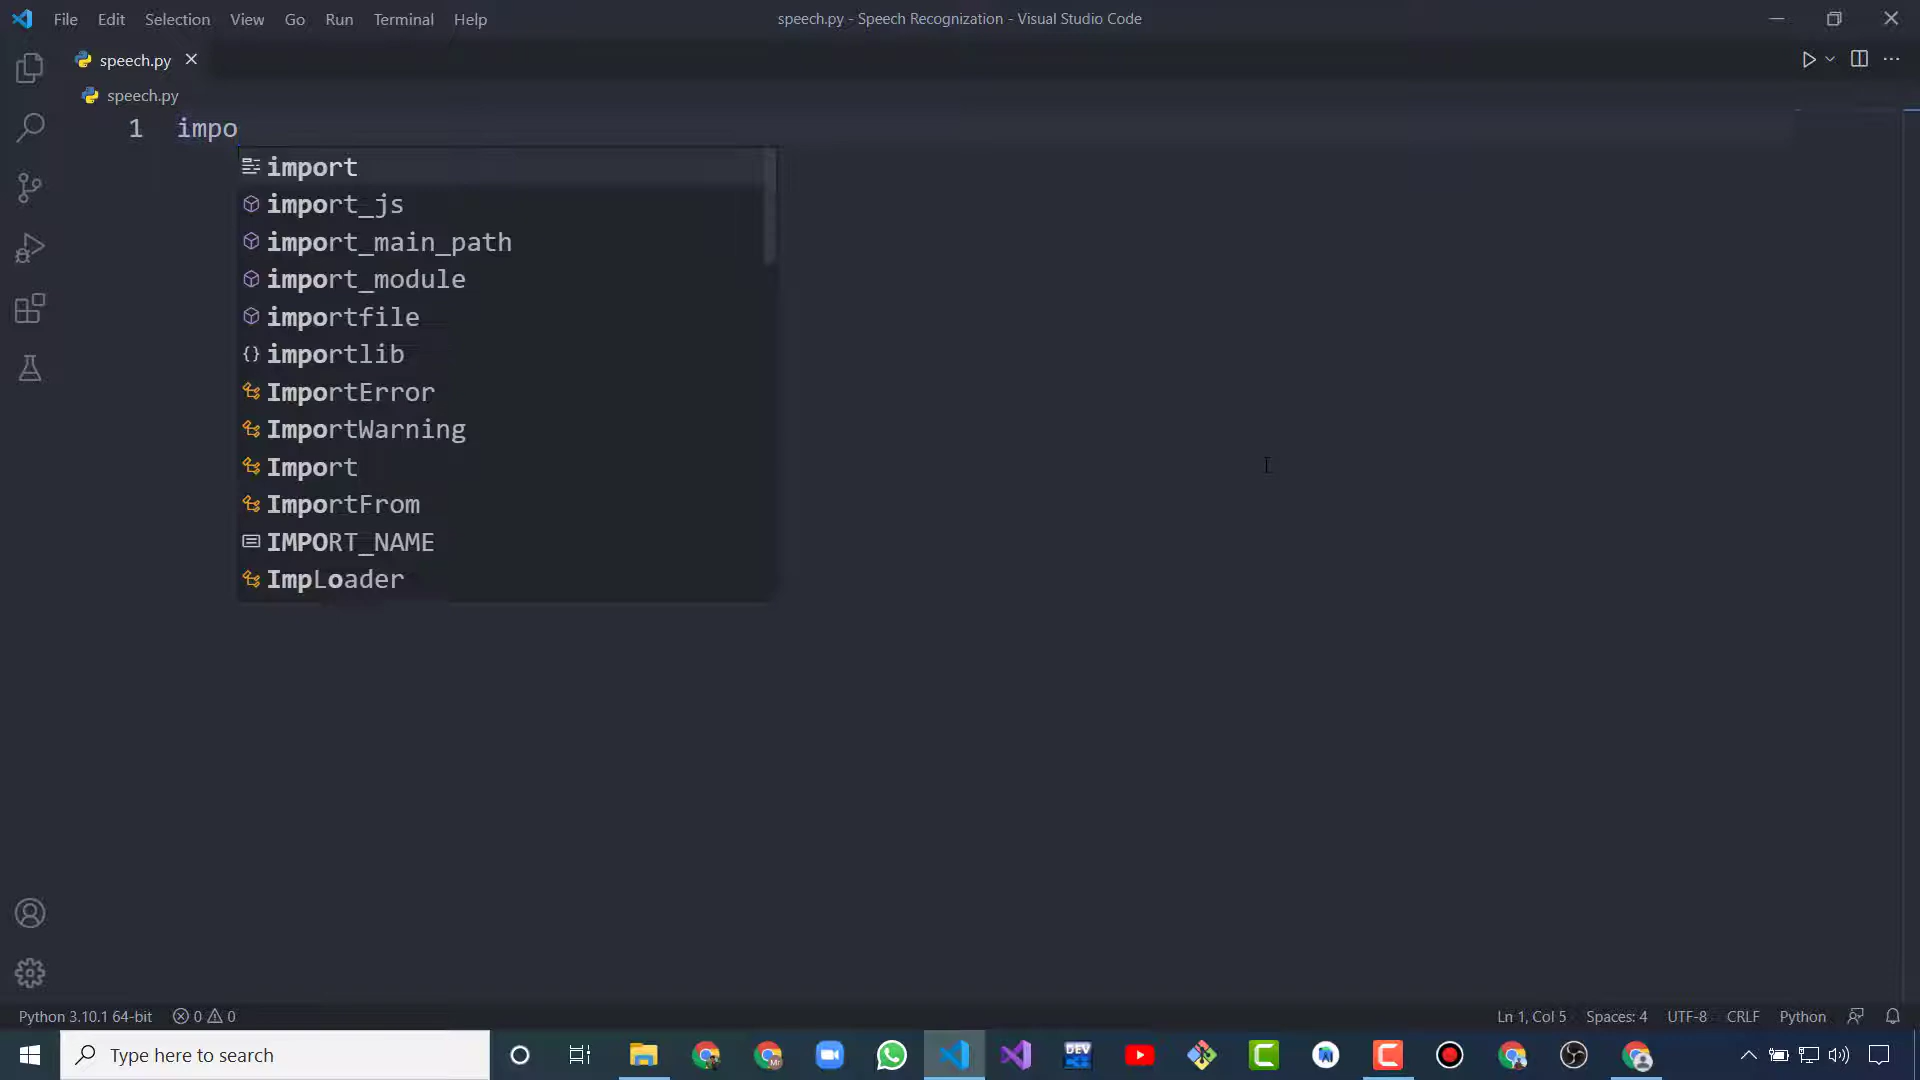 File Edit Selection View Go Run Terminal Help
speech.py - Speech Recognization - Visual Studio Code
speech.py
speech.py
1 impo
import
import_js
import_main_path
import_module
importfile
importlib
ImportError
ImportWarning
Import
ImportFrom
IMPORT_NAME
ImpLoader
Python 3.10.1 64-bit 0 0 Ln 1, Col 5 Spaces: 4 UTF-8 CRLF Python
Type here to search
DEV